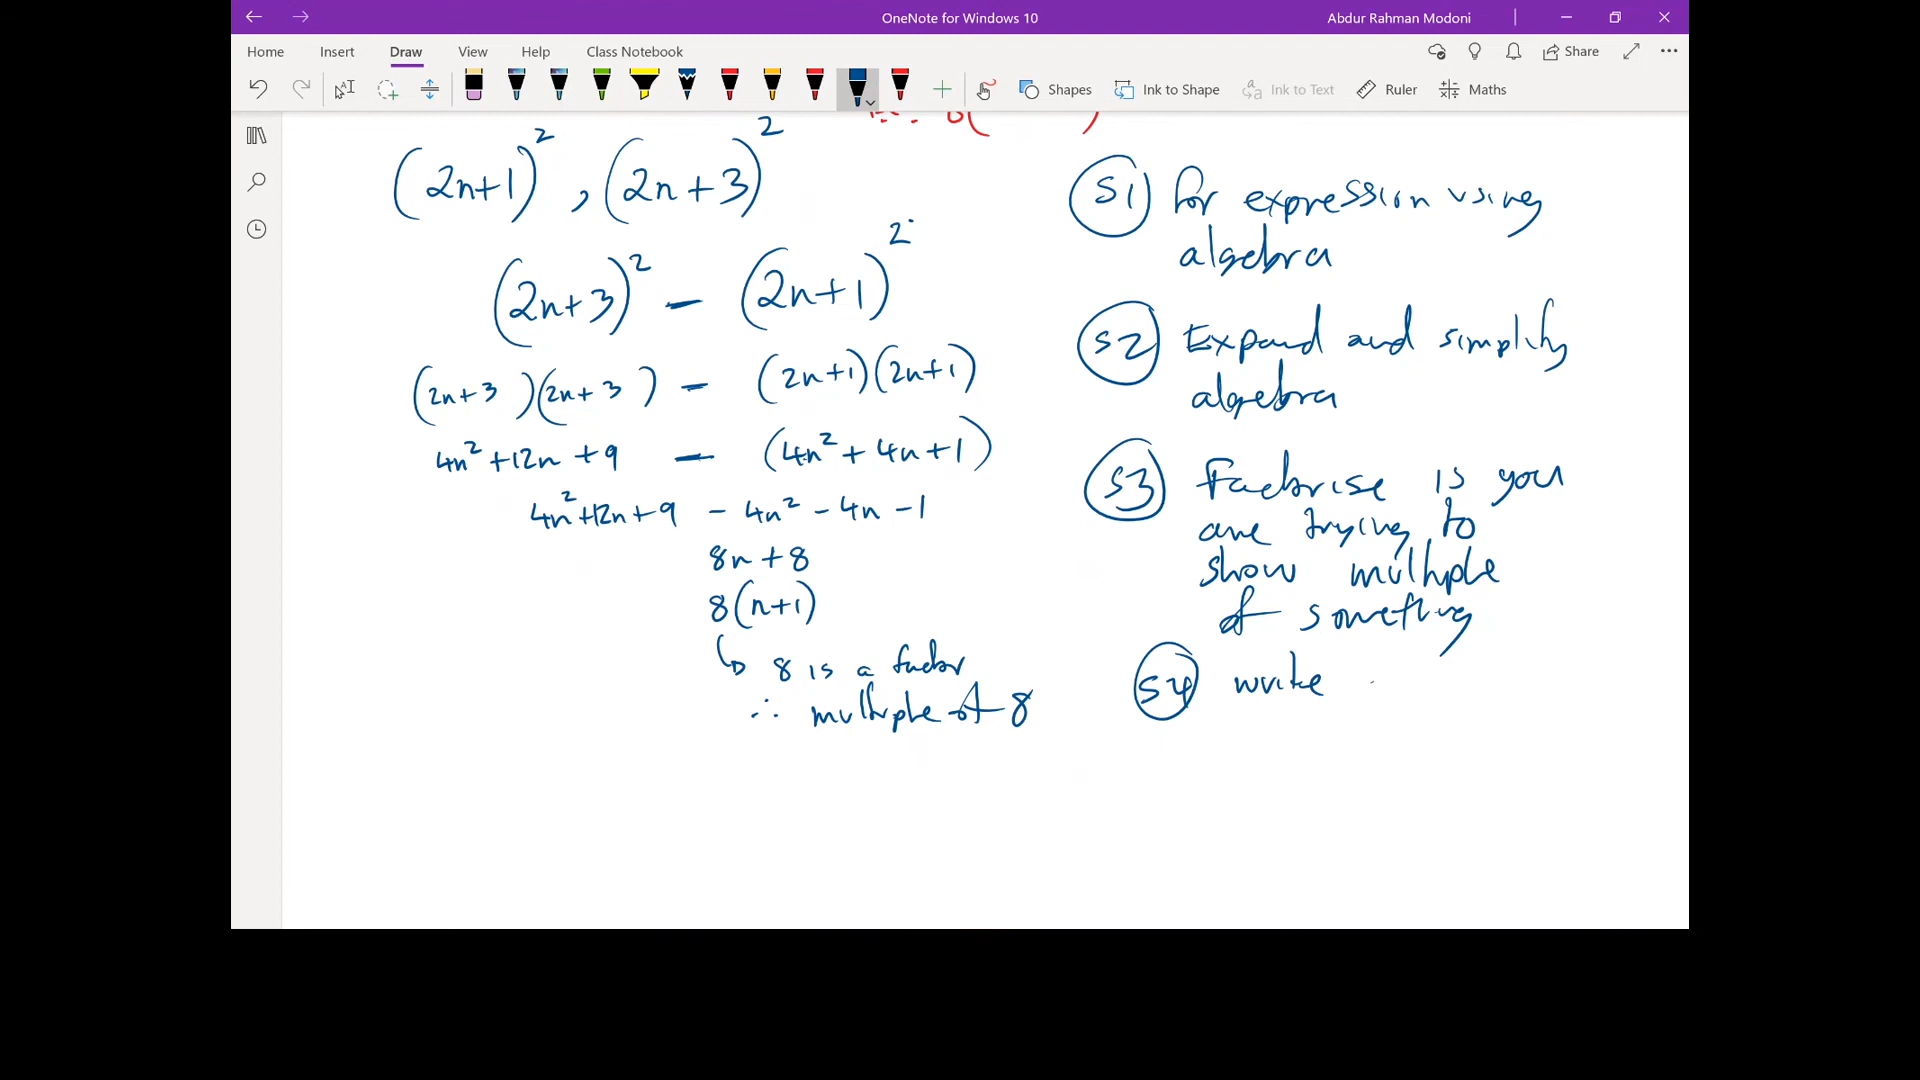 OneNote for Windows 10
Abdur Rahman Modoni
Home Insert Draw View Help Class Notebook
Share
Shapes Ink to Shape Ink to Text Ruler Maths
(2n+1)² , (2n+3)²
(2n+3)² - (2n+1)²
(2n+3)(2n+3) - (2n+1)(2n+1)
4n²+12n+9 - (4n²+4n+1)
4n²+12n+9 - 4n² - 4n - 1
8n + 8
8(n+1)
↳ 8 is a factor
∴ multiple of 8
S1 for expression using
algebra
S2 Expand and simplify
algebra
S3 Factorise is you
are trying to
show multiple
of something
S4 write